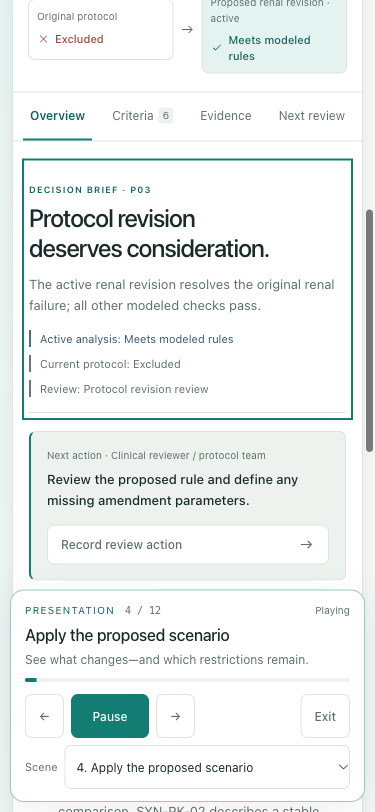 Original protocol
Proposed renal revision ·
active
× Excluded
→
✓ Meets modeled
rules
Overview
Criteria 6
Evidence
Next review
DECISION BRIEF · P03
Protocol revision
deserves consideration.
The active renal revision resolves the original renal
failure; all other modeled checks pass.
Active analysis: Meets modeled rules
Current protocol: Excluded
Review: Protocol revision review
Next action · Clinical reviewer / protocol team
Review the proposed rule and define any
missing amendment parameters.
Record review action →
PRESENTATION 4 / 12
Playing
Apply the proposed scenario
See what changes—and which restrictions remain.
← Pause → Exit
Scene 4. Apply the proposed scenario
comparison. SYN-PK-02 describes a stable